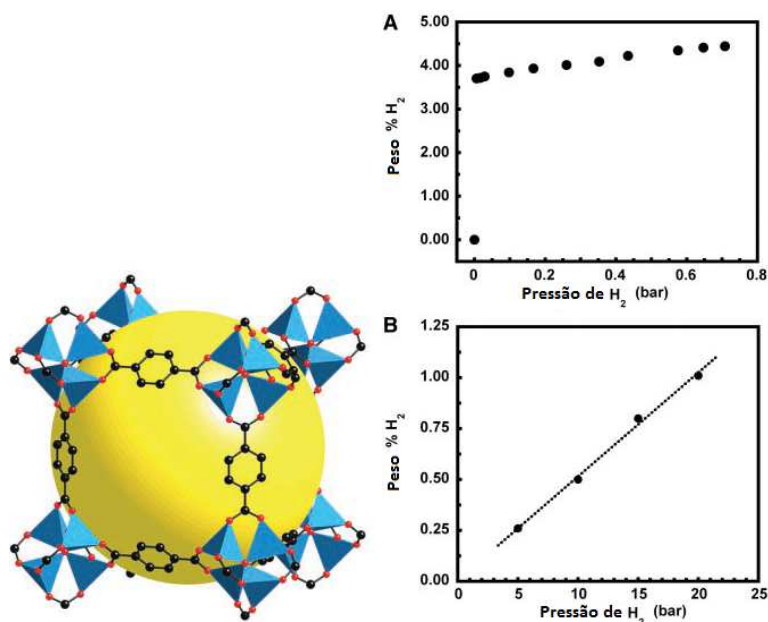 A
5.00
4.00
3.00
2.00
1.00
0.00
Peso % H₂
0 0.2 0.4 0.6 0.8
Pressão de H₂ (bar)
B
1.25
1.00
0.75
0.50
0.25
0.00
Peso % H₂
0 5 10 15 20 25
Pressão de H₂ (bar)